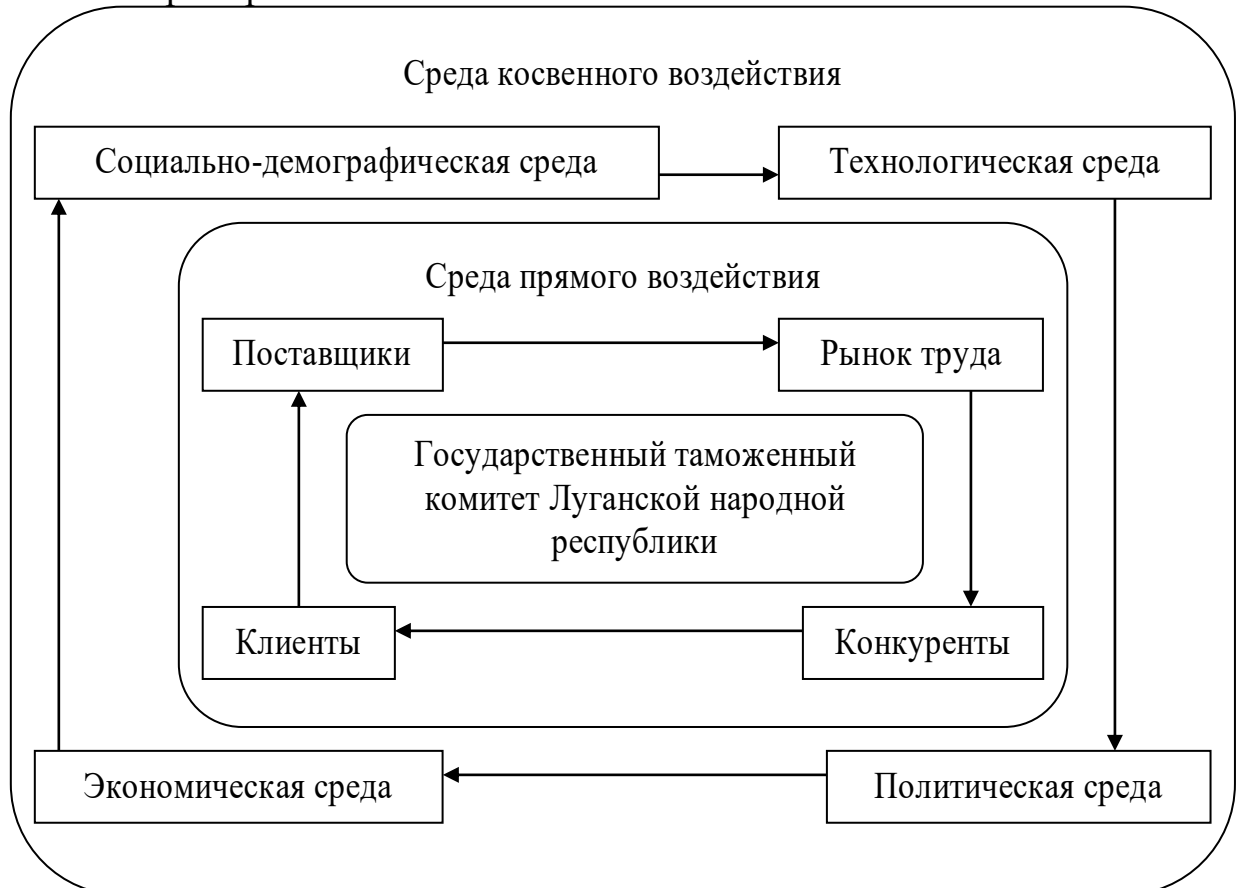 Среда косвенного воздействия
Социально-демографическая среда
Технологическая среда
Среда прямого воздействия
Поставщики
Рынок труда
Государственный таможенный
комитет Луганской народной
республики
Клиенты
Конкуренты
Экономическая среда
Политическая среда